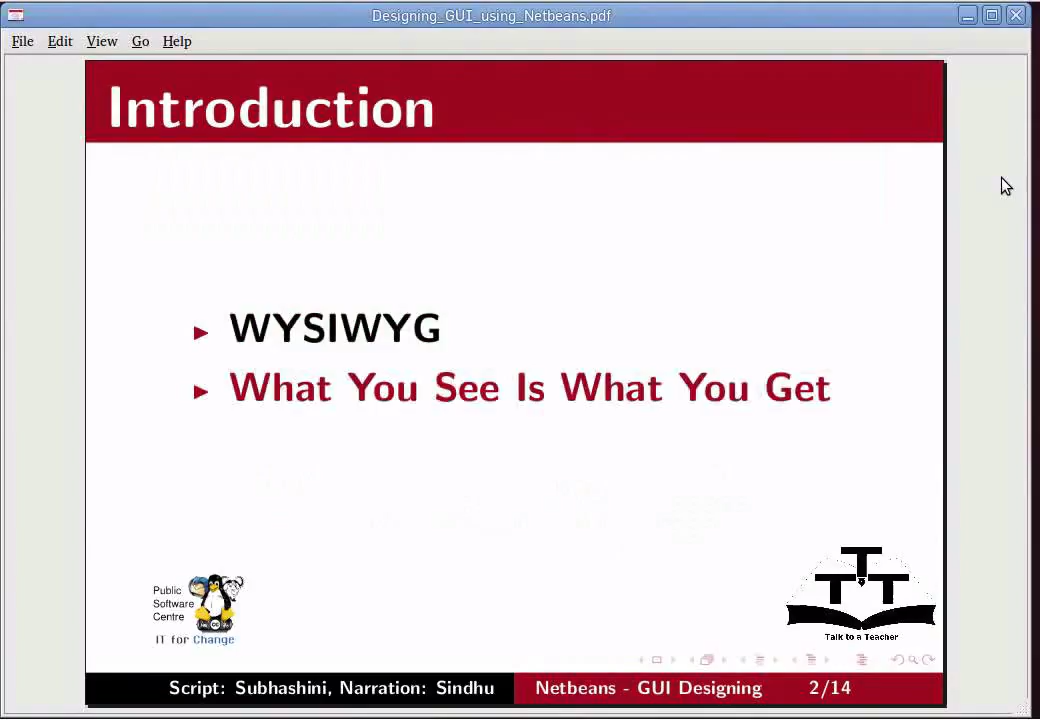 Designing_GUI_using_Netbeans.pdf
File Edit View Go Help
Introduction
WYSIWYG
What You See Is What You Get
Public
Software
Centre
IT for Change
TTT
Talk to a Teacher
Script: Subhashini, Narration: Sindhu Netbeans - GUI Designing 2/14